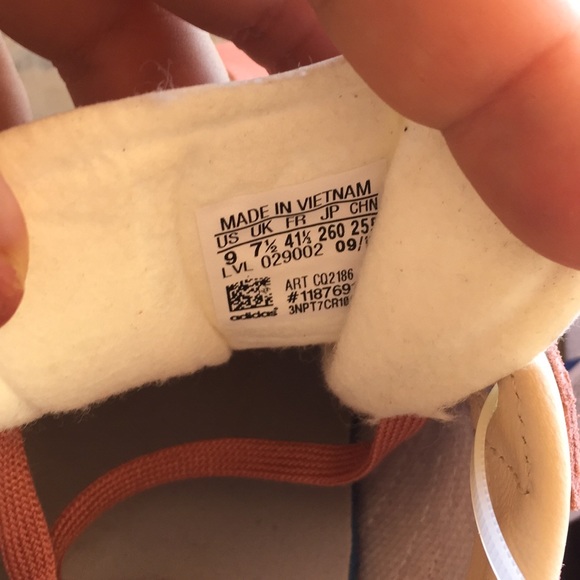 MADE IN VIETNAM
US UK FR JP CHN
9 7½ 41⅓ 260 255
LVL 029002 09/
ART CQ2186
#118769
3NPT7CR10
adidas